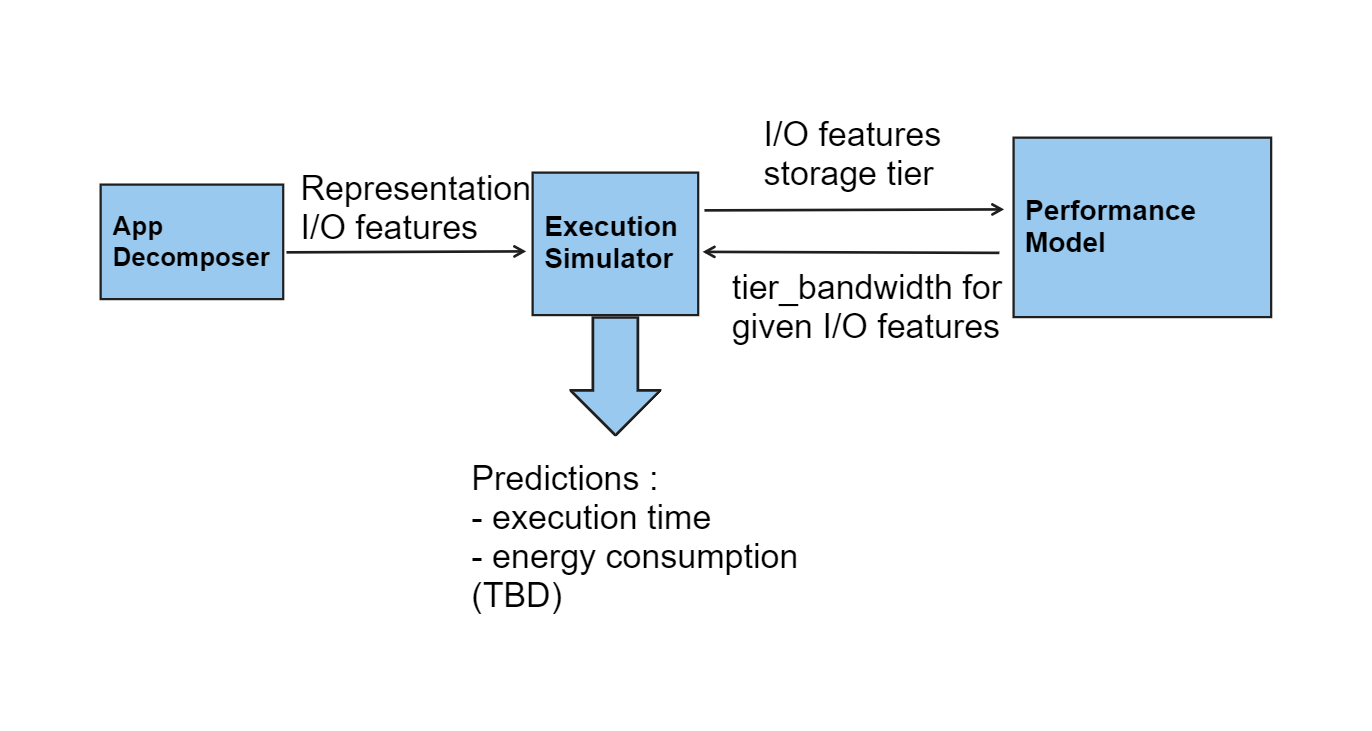 App
Decomposer
Representation
I/O features
Execution
Simulator
I/O features
storage tier
tier_bandwidth for
given I/O features
Performance
Model
Predictions :
- execution time
- energy consumption
(TBD)